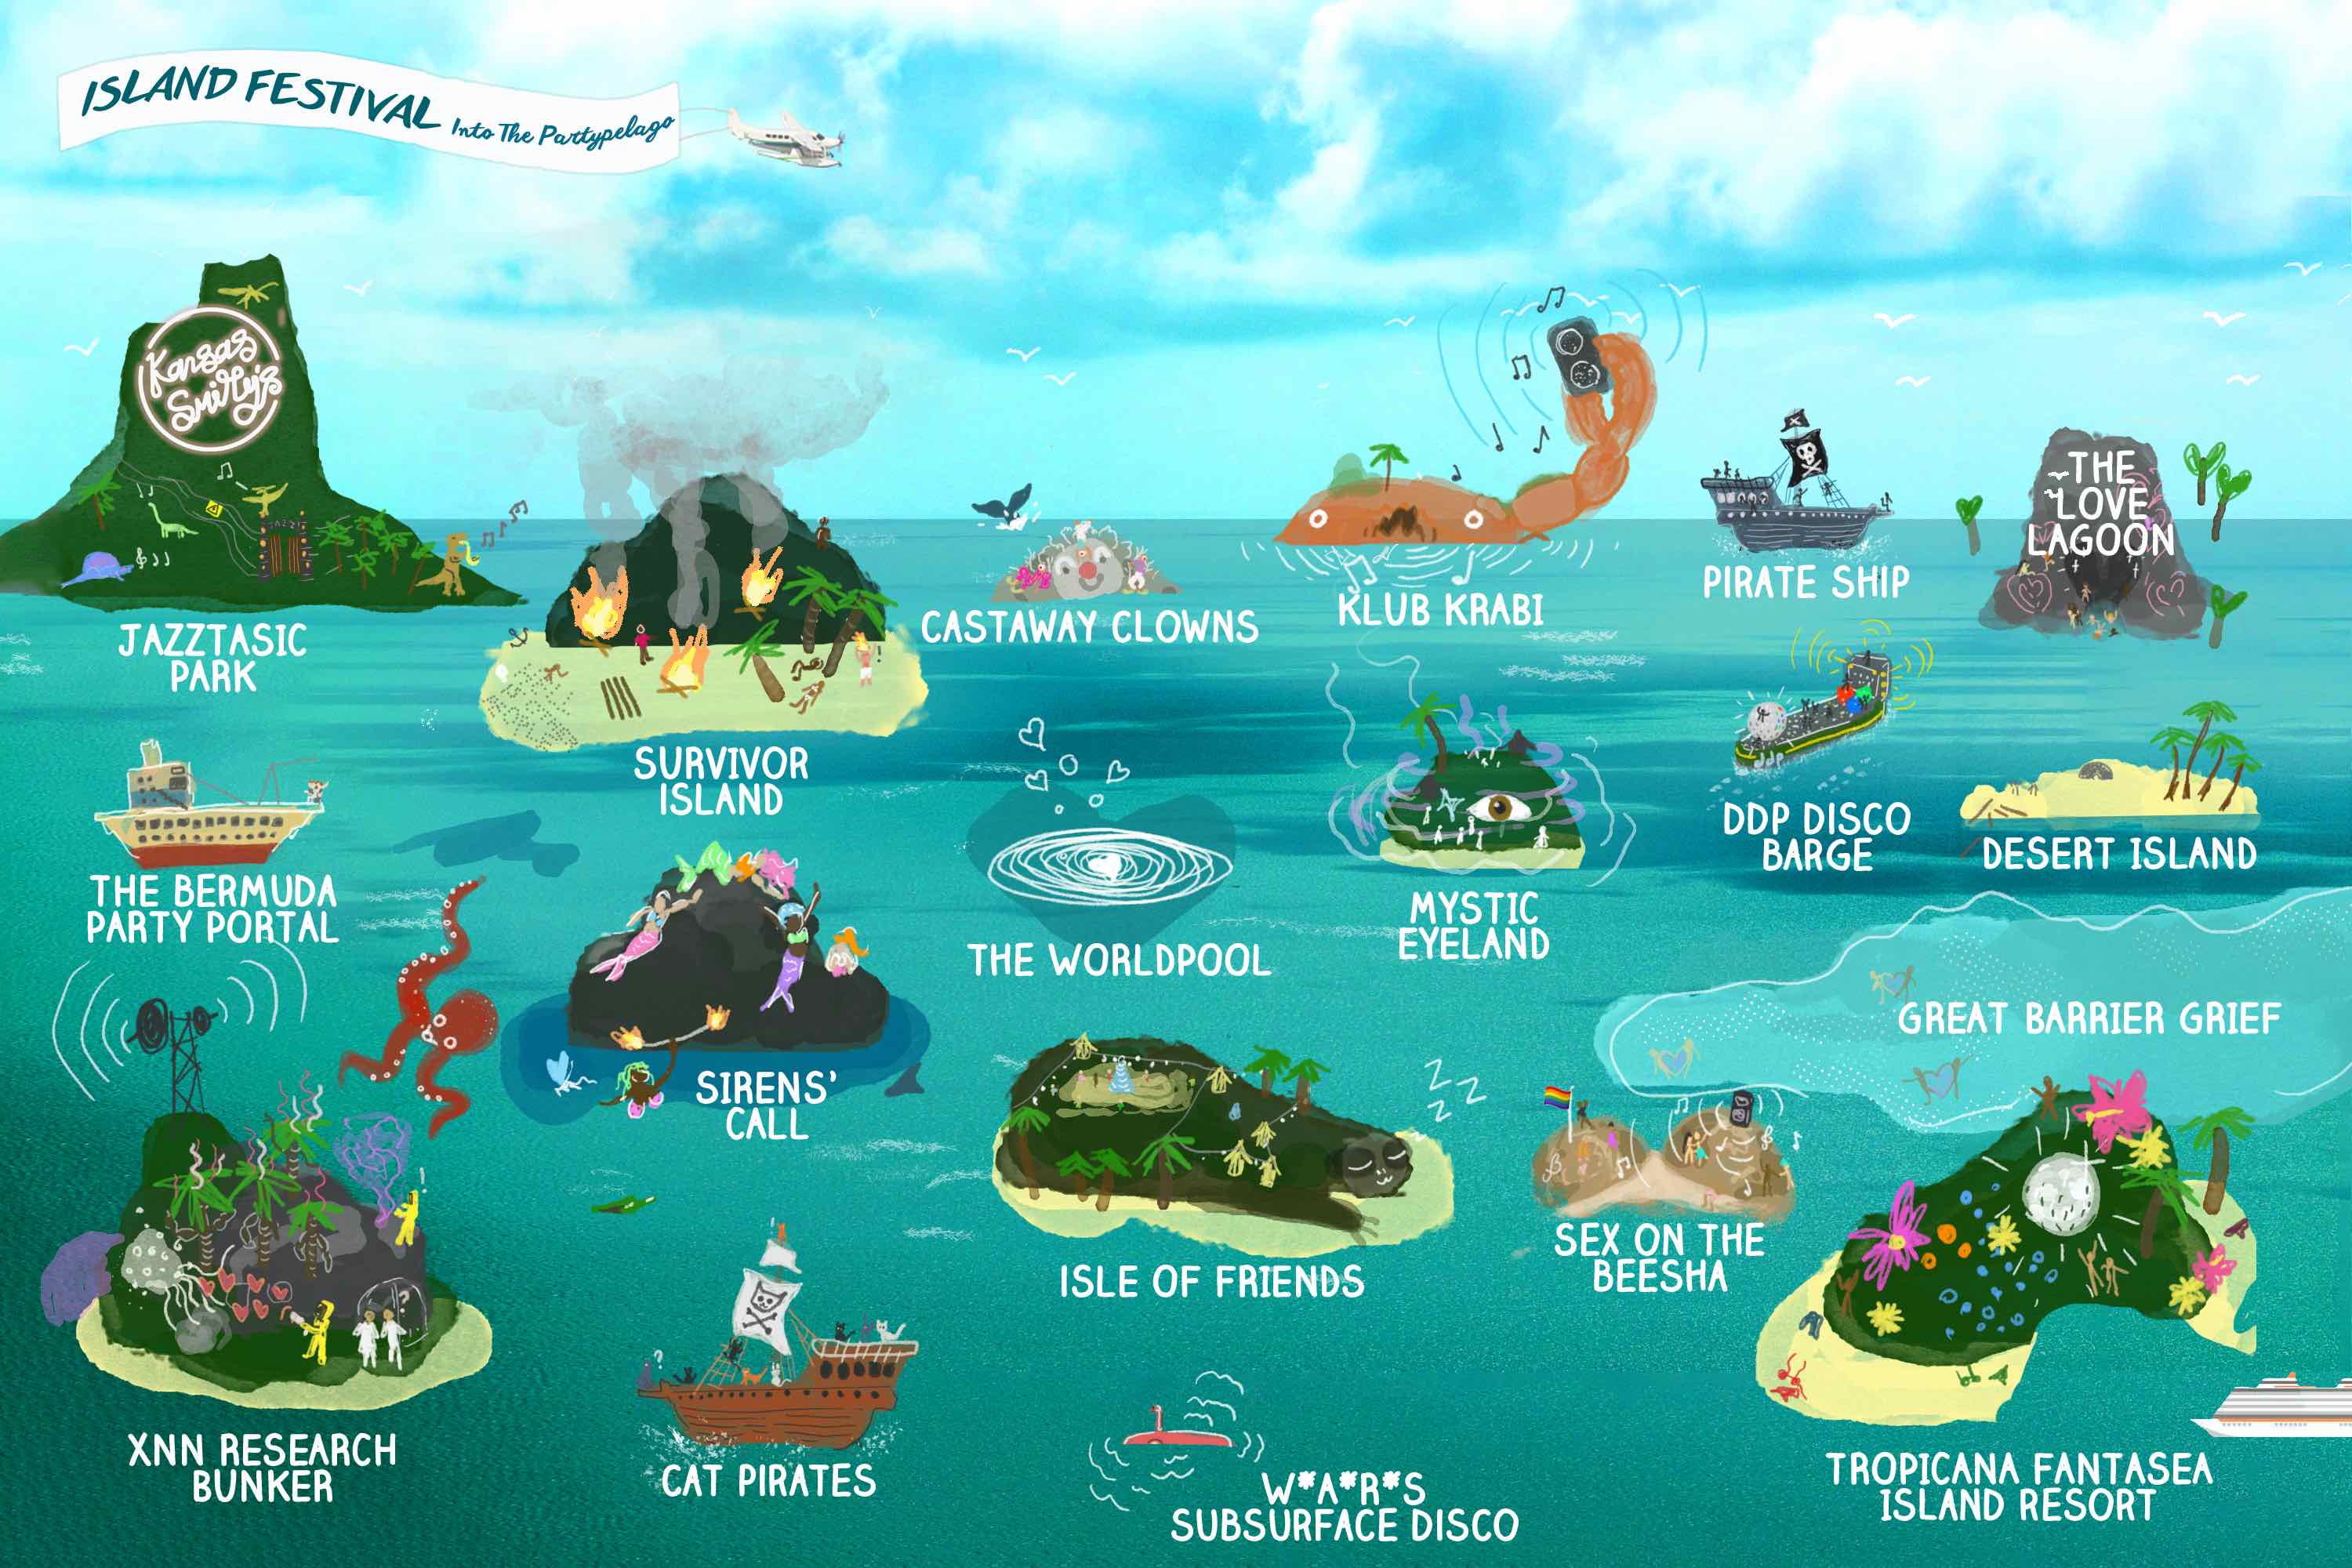 ISLAND FESTIVAL Into The Partypelago
Kansas
Smitty's
JAZZ
JAZZTASIC
PARK
SURVIVOR
ISLAND
CASTAWAY CLOWNS
KLUB KRABI
PIRATE SHIP
THE
LOVE
LAGOON
THE BERMUDA
PARTY PORTAL
SIRENS'
CALL
THE WORLDPOOL
MYSTIC
EYELAND
DDP DISCO
BARGE
DESERT ISLAND
GREAT BARRIER GRIEF
Z Z
Z Z
XNN RESEARCH
BUNKER
CAT PIRATES
ISLE OF FRIENDS
SEX ON THE
BEESHA
W*A*R*S
SUBSURFACE DISCO
TROPICANA FANTASEA
ISLAND RESORT